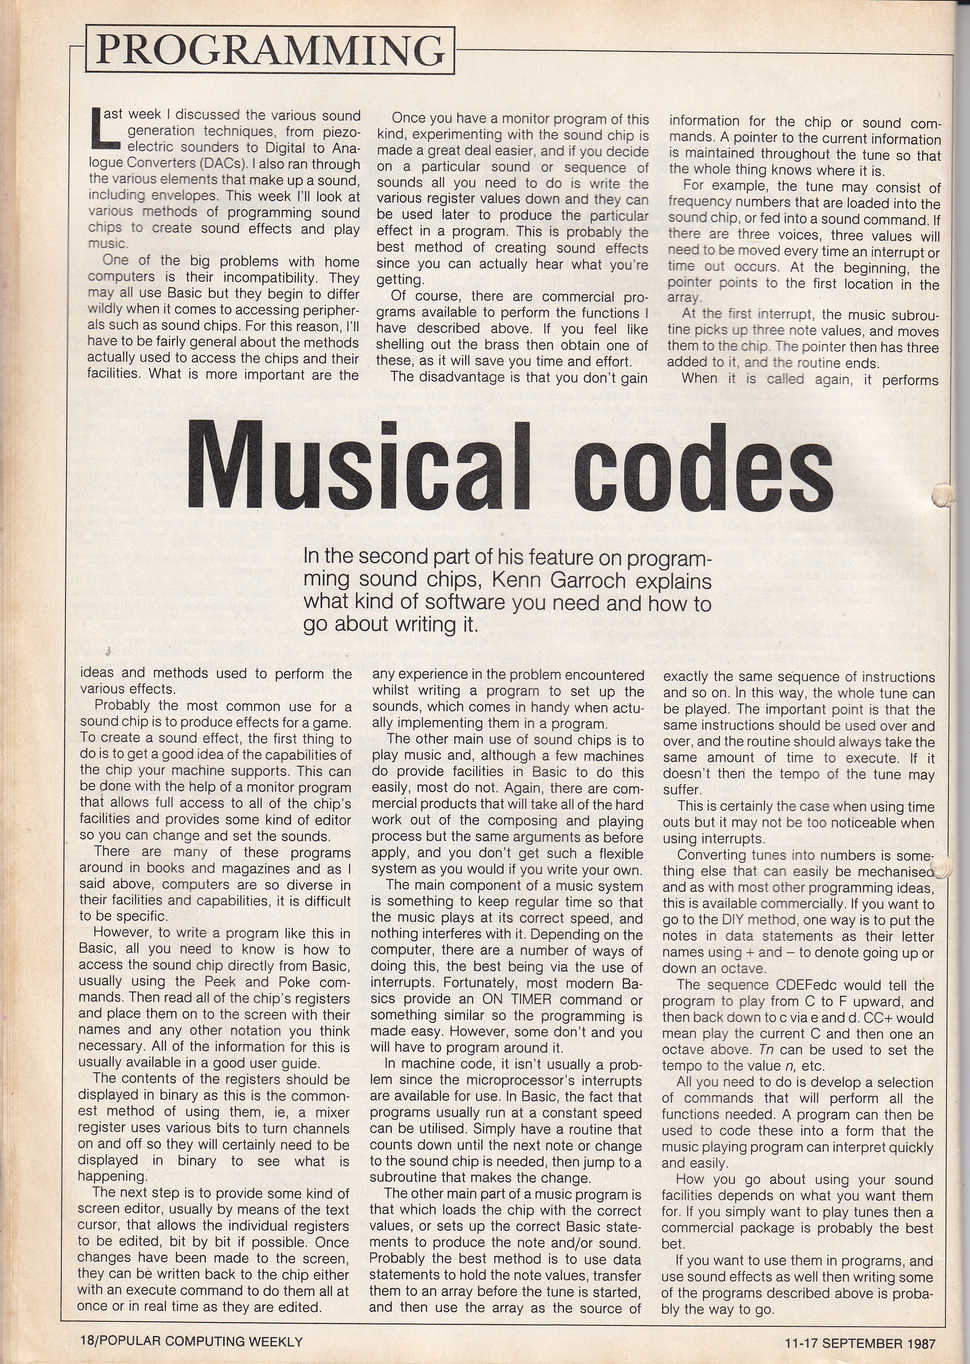 PROGRAMMING
Last week I discussed the various sound
generation techniques, from piezo-
electric sounders to Digital to Ana-
logue Converters (DACs). I also ran through
the various elements that make up a sound,
including envelopes. This week I'll look at
various methods of programming sound
chips to create sound effects and play
music.
One of the big problems with home
computers is their incompatibility. They
may all use Basic but they begin to differ
wildly when it comes to accessing peripher-
als such as sound chips. For this reason, I'll
have to be fairly general about the methods
actually used to access the chips and their
facilities. What is more important are the
Once you have a monitor program of this
kind, experimenting with the sound chip is
made a great deal easier, and if you decide
on a particular sound or sequence of
sounds all you need to do is write the
various register values down and they can
be used later to produce the particular
effect in a program. This is probably the
best method of creating sound effects
since you can actually hear what you're
getting.
Of course, there are commercial pro-
grams available to perform the functions I
have described above. If you feel like
shelling out the brass then obtain one of
these, as it will save you time and effort.
The disadvantage is that you don't gain
information for the chip or sound com-
mands. A pointer to the current information
is maintained throughout the tune so that
the whole thing knows where it is.
For example, the tune may consist of
frequency numbers that are loaded into the
sound chip, or fed into a sound command. If
there are three voices, three values will
need to be moved every time an interrupt or
time out occurs. At the beginning, the
pointer points to the first location in the
array.
At the first interrupt, the music subrou-
tine picks up three note values, and moves
them to the chip. The pointer then has three
added to it, and the routine ends.
When it is called again, it performs
Musical codes
In the second part of his feature on program-
ming sound chips, Kenn Garroch explains
what kind of software you need and how to
go about writing it.
ideas and methods used to perform the
various effects.
Probably the most common use for a
sound chip is to produce effects for a game.
To create a sound effect, the first thing to
do is to get a good idea of the capabilities of
the chip your machine supports. This can
be done with the help of a monitor program
that allows full access to all of the chip's
facilities and provides some kind of editor
so you can change and set the sounds.
There are many of these programs
around in books and magazines and as I
said above, computers are so diverse in
their facilities and capabilities, it is difficult
to be specific.
However, to write a program like this in
Basic, all you need to know is how to
access the sound chip directly from Basic,
usually using the Peek and Poke com-
mands. Then read all of the chip's registers
and place them on to the screen with their
names and any other notation you think
necessary. All of the information for this is
usually available in a good user guide.
The contents of the registers should be
displayed in binary as this is the common-
est method of using them, ie, a mixer
register uses various bits to turn channels
on and off so they will certainly need to be
displayed in binary to see what is
happening.
The next step is to provide some kind of
screen editor, usually by means of the text
cursor, that allows the individual registers
to be edited, bit by bit if possible. Once
changes have been made to the screen,
they can be written back to the chip either
with an execute command to do them all at
once or in real time as they are edited.
any experience in the problem encountered
whilst writing a program to set up the
sounds, which comes in handy when actu-
ally implementing them in a program.
The other main use of sound chips is to
play music and, although a few machines
do provide facilities in Basic to do this
easily, most do not. Again, there are com-
mercial products that will take all of the hard
work out of the composing and playing
process but the same arguments as before
apply, and you don't get such a flexible
system as you would if you write your own.
The main component of a music system
is something to keep regular time so that
the music plays at its correct speed, and
nothing interferes with it. Depending on the
computer, there are a number of ways of
doing this, the best being via the use of
interrupts. Fortunately, most modern Ba-
sics provide an ON TIMER command or
something similar so the programming is
made easy. However, some don't and you
will have to program around it.
In machine code, it isn't usually a prob-
lem since the microprocessor's interrupts
are available for use. In Basic, the fact that
programs usually run at a constant speed
can be utilised. Simply have a routine that
counts down until the next note or change
to the sound chip is needed, then jump to a
subroutine that makes the change.
The other main part of a music program is
that which loads the chip with the correct
values, or sets up the correct Basic state-
ments to produce the note and/or sound.
Probably the best method is to use data
statements to hold the note values, transfer
them to an array before the tune is started,
and then use the array as the source of
exactly the same sequence of instructions
and so on. In this way, the whole tune can
be played. The important point is that the
same instructions should be used over and
over, and the routine should always take the
same amount of time to execute. If it
doesn't then the tempo of the tune may
suffer.
This is certainly the case when using time
outs but it may not be too noticeable when
using interrupts.
Converting tunes into numbers is some-
thing else that can easily be mechanised
and as with most other programming ideas,
this is available commercially. If you want to
go to the DIY method, one way is to put the
notes in data statements as their letter
names using + and − to denote going up or
down an octave.
The sequence CDEFedc would tell the
program to play from C to F upward, and
then back down to c via e and d. CC+ would
mean play the current C and then one an
octave above. Tn can be used to set the
tempo to the value n, etc.
All you need to do is develop a selection
of commands that will perform all the
functions needed. A program can then be
used to code these into a form that the
music playing program can interpret quickly
and easily.
How you go about using your sound
facilities depends on what you want them
for. If you simply want to play tunes then a
commercial package is probably the best
bet.
If you want to use them in programs, and
use sound effects as well then writing some
of the programs described above is proba-
bly the way to go.
18/POPULAR COMPUTING WEEKLY
11-17 SEPTEMBER 1987